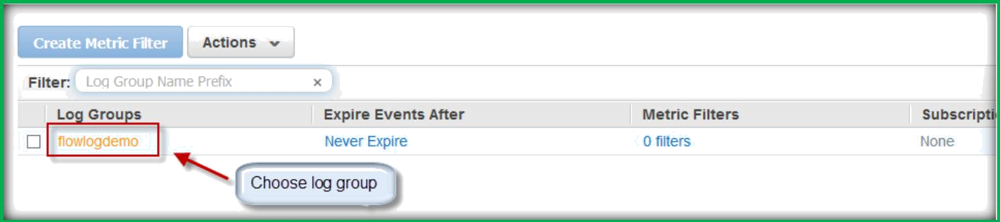 Create Metric Filter Actions
Filter: Log Group Name Prefix ×
Log Groups Expire Events After Metric Filters Subscripti
flowlogdemo Never Expire 0 filters None
Choose log group